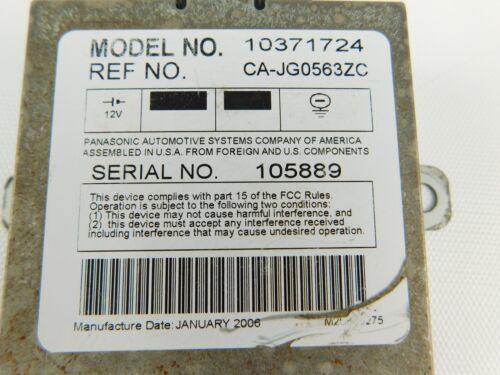 MODEL NO. 10371724
REF NO. CA-JG0563ZC
12V
PANASONIC AUTOMOTIVE SYSTEMS COMPANY OF AMERICA
ASSEMBLED IN U.S.A. FROM FOREIGN AND U.S. COMPONENTS
SERIAL NO. 105889
This device complies with part 15 of the FCC Rules.
Operation is subject to the following two conditions:
(1) This device may not cause harmful interference, and
(2) this device must accept any interference received
including interference that may cause undesired operation.
Manufacture Date: JANUARY 2006